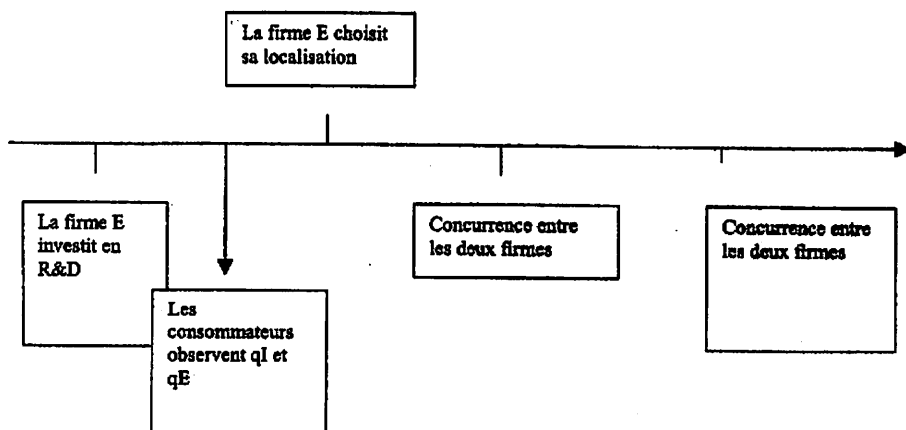 La firme E choisit
sa localisation
La firme E
investit en
R&D
Les
consommateurs
observent qI et
qE
Concurrence entre
les deux firmes
Concurrence entre
les deux firmes